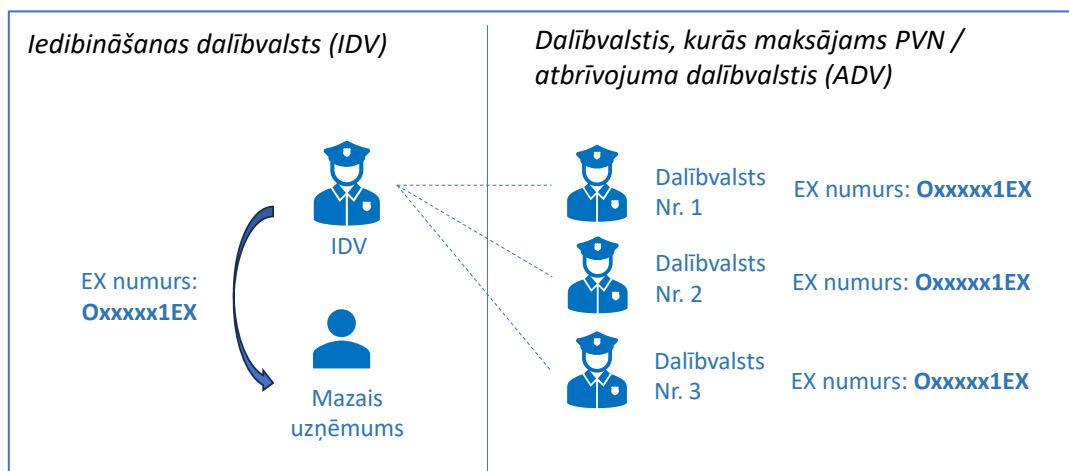 Iedibināšanas dalībvalsts (IDV)
Dalībvalstis, kurās maksājams PVN /
atbrīvojuma dalībvalstis (ADV)
IDV
EX numurs:
Oxxxxx1EX
Mazais
uzņēmums
Dalībvalsts
Nr. 1
EX numurs: Oxxxxx1EX
Dalībvalsts
Nr. 2
EX numurs: Oxxxxx1EX
Dalībvalsts
Nr. 3
EX numurs: Oxxxxx1EX